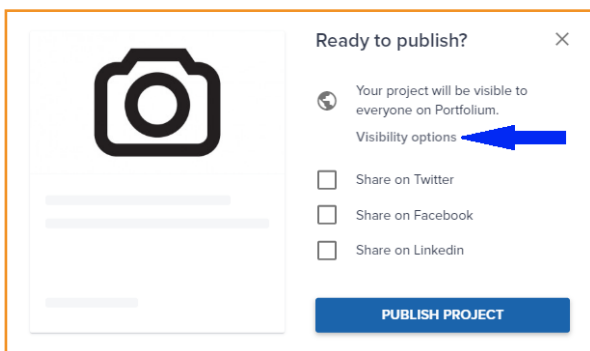 Ready to publish?
Your project will be visible to
everyone on Portfolium.
Visibility options
Share on Twitter
Share on Facebook
Share on Linkedin
PUBLISH PROJECT